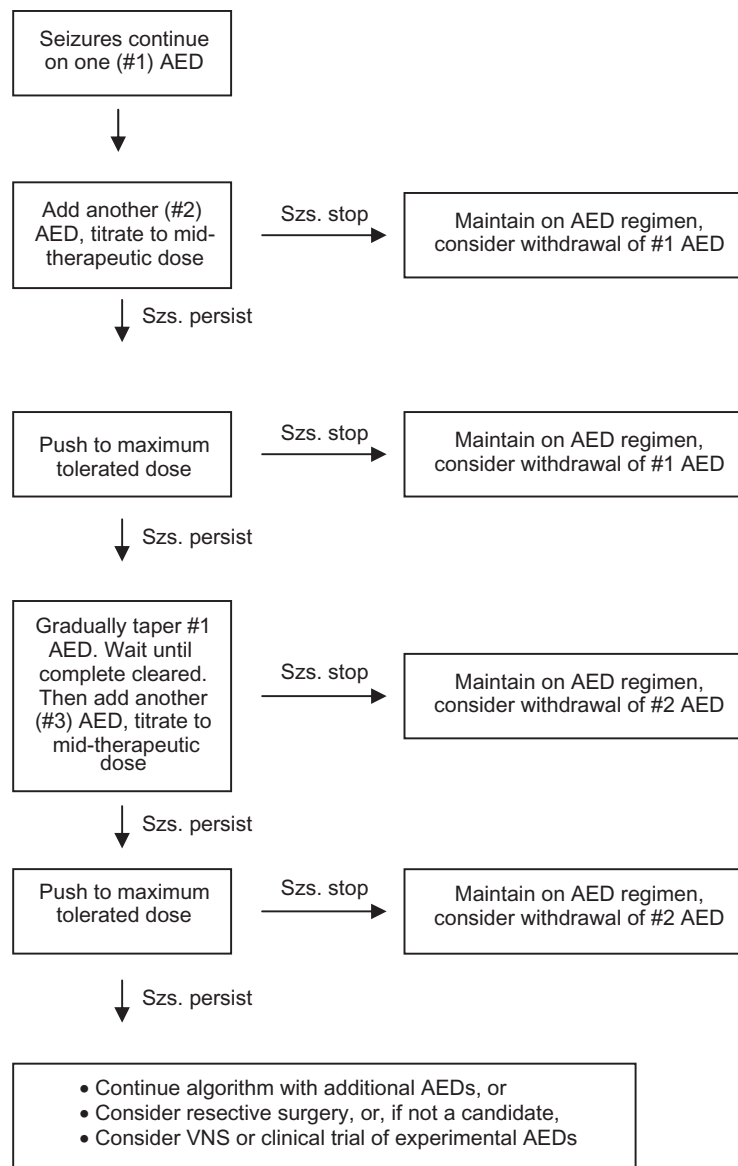 Seizures continue
on one (#1) AED
Add another (#2)
AED, titrate to mid-
therapeutic dose
Szs. stop
Maintain on AED regimen,
consider withdrawal of #1 AED
Szs. persist
Push to maximum
tolerated dose
Szs. stop
Maintain on AED regimen,
consider withdrawal of #1 AED
Szs. persist
Gradually taper #1
AED. Wait until
complete cleared.
Then add another
(#3) AED, titrate to
mid-therapeutic
dose
Szs. stop
Maintain on AED regimen,
consider withdrawal of #2 AED
Szs. persist
Push to maximum
tolerated dose
Szs. stop
Maintain on AED regimen,
consider withdrawal of #2 AED
Szs. persist
• Continue algorithm with additional AEDs, or
• Consider resective surgery, or, if not a candidate,
• Consider VNS or clinical trial of experimental AEDs